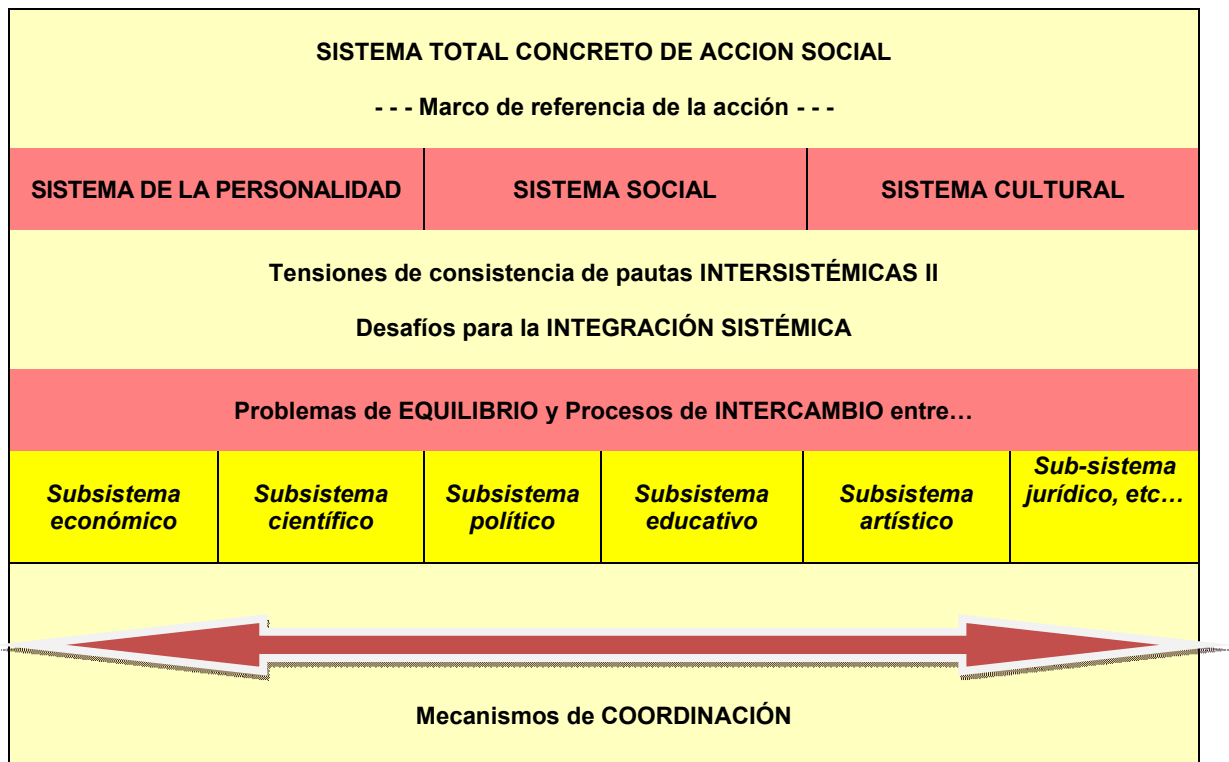 SISTEMA TOTAL CONCRETO DE ACCION SOCIAL
- - - Marco de referencia de la acción - - -
SISTEMA DE LA PERSONALIDAD
SISTEMA SOCIAL
SISTEMA CULTURAL
Tensiones de consistencia de pautas INTERSISTÉMICAS II
Desafíos para la INTEGRACIÓN SISTÉMICA
Problemas de EQUILIBRIO y Procesos de INTERCAMBIO entre…
Subsistema
económico
Subsistema
científico
Subsistema
político
Subsistema
educativo
Subsistema
artístico
Sub-sistema
jurídico, etc…
Mecanismos de COORDINACIÓN